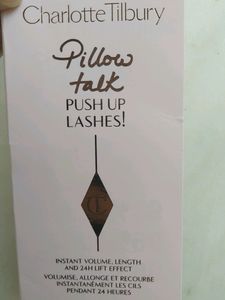 Charlotte Tilbury
Pillow
talk
PUSH UP
LASHES!
CT
INSTANT VOLUME, LENGTH
AND 24H LIFT EFFECT
VOLUMISE, ALLONGE ET RECOURBE
INSTANTANÉMENT LES CILS
PENDANT 24 HEURES